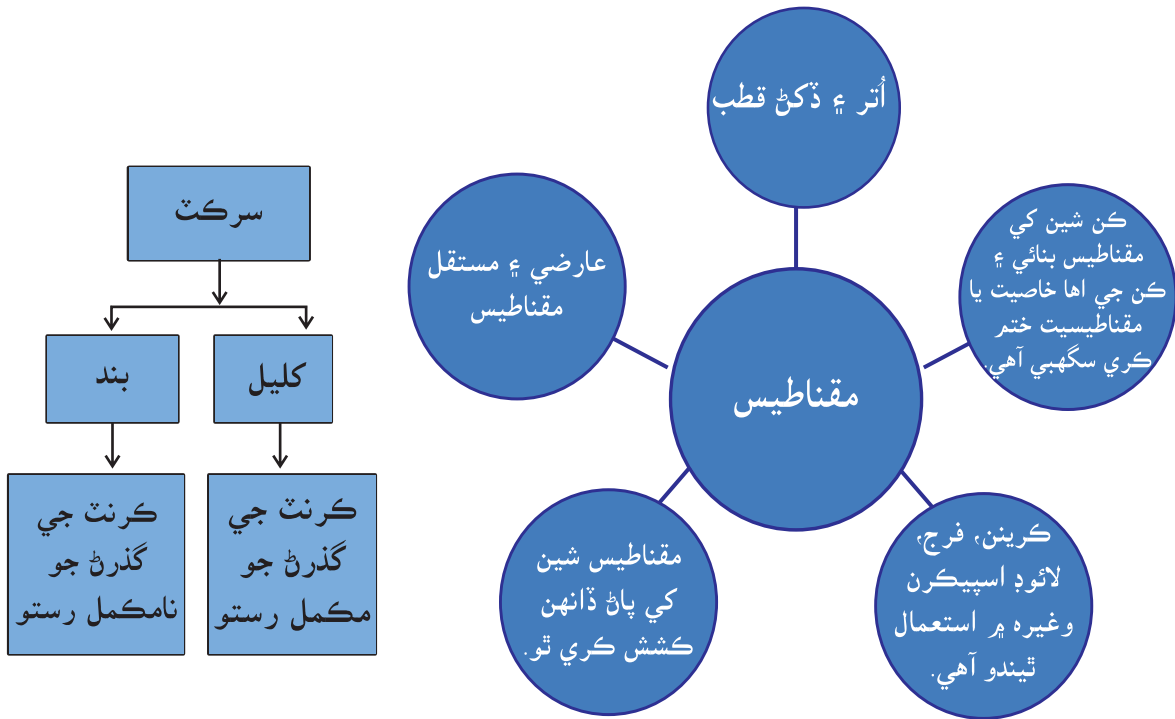 سرڪٽ
کليل
بند
ڪرنٽ جي
گذرڻ جو
مڪمل رستو
ڪرنٽ جي
گذرڻ جو
نامڪمل رستو
اُتر ۽ ڏکڻ قطب
ڪن شين کي
مقناطيس بنائي ۽
ڪن جي اها خاصيت يا
مقناطيسيت ختم
ڪري سگهبي آهي.
عارضي ۽ مستقل
مقناطيس
مقناطيس
ڪرينن، فرج،
لائوڊ اسپيڪرن
وغيره ۾ استعمال
ٿيندو آهي.
مقناطيس شين
کي پاڻ ڏانهن
ڪشش ڪري ٿو.